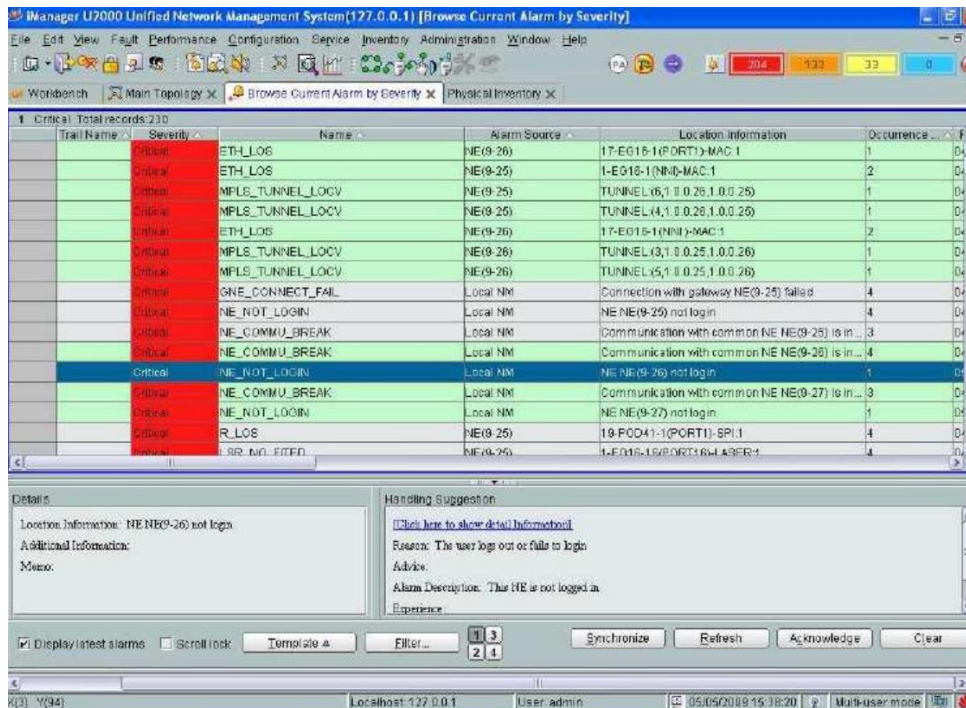 iManager U2000 Unified Network Management System(127.0.0.1) [Browse Current Alarm by Severity]
File Edit View Fault Performance Configuration Service Inventory Administration Window Help
PA 204 133 33 0
Workbench Main Topology Browse Current Alarm by Severity Physical Inventory
1 Critical Total records:230
Trail Name Severity Name Alarm Source Location Information Occurrence ...
Critical ETH_LOS NE(9-26) 17-EG16-1(PORT1)-MAC:1 1
Critical ETH_LOS NE(9-25) 1-EG16-1(NNI)-MAC:1 2
Critical MPLS_TUNNEL_LOCV NE(9-25) TUNNEL:(6,1.0.0.26,1.0.0.25) 1
Critical MPLS_TUNNEL_LOCV NE(9-25) TUNNEL:(4,1.0.0.26,1.0.0.25) 1
Critical ETH_LOS NE(9-26) 17-EG16-1(NNI)-MAC:1 2
Critical MPLS_TUNNEL_LOCV NE(9-26) TUNNEL:(3,1.0.0.25,1.0.0.26) 1
Critical MPLS_TUNNEL_LOCV NE(9-26) TUNNEL:(5,1.0.0.25,1.0.0.26) 1
Critical GNE_CONNECT_FAIL Local NM Connection with gateway NE(9-25) failed 4
Critical NE_NOT_LOGIN Local NM NE NE(9-25) not login 4
Critical NE_COMMU_BREAK Local NM Communication with common NE NE(9-25) is in... 3
Critical NE_COMMU_BREAK Local NM Communication with common NE NE(9-26) is in... 4
Critical NE_NOT_LOGIN Local NM NE NE(9-26) not login 1
Critical NE_COMMU_BREAK Local NM Communication with common NE NE(9-27) is in... 3
Critical NE_NOT_LOGIN Local NM NE NE(9-27) not login 1
Critical R_LOS NE(9-25) 19-POD41-1(PORT1)-SPI:1 4
NE(9-25) 1-EG16-16(PORT16)-LASER:1 4
Details
Location Information: NE NE(9-26) not login
Additional Information:
Memo:
Handling Suggestion
[Click here to show detail Information]
Reason: The user logs out or fails to login
Advice:
Alarm Description: This NE is not logged in
Experience:
Display latest alarms Scroll lock Template Filter... 1 3 2 4 Synchronize Refresh Acknowledge Clear
Y(94) Localhost:127.0.0.1 User: admin 05/05/2009 15:38:20 Multi-user mode